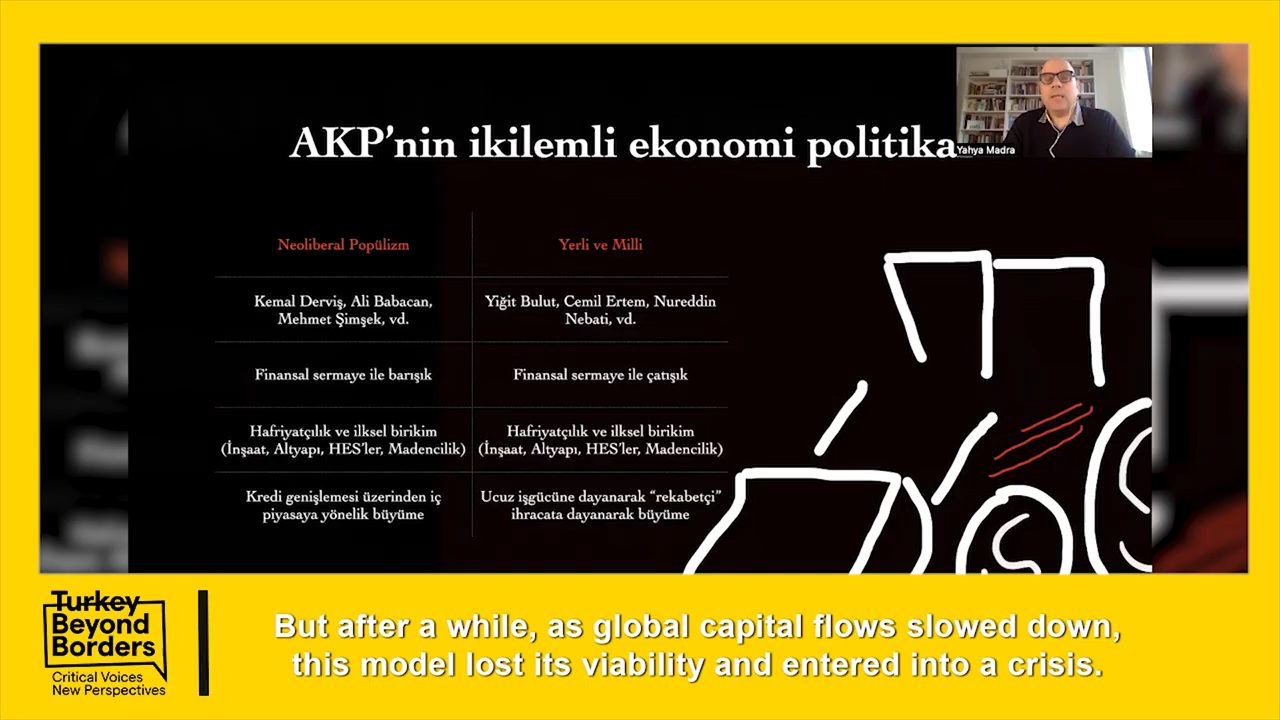 AKP’nin ikilemli ekonomi politika
Yahya Madra
Neoliberal Popülizm
Yerli ve Milli
Kemal Derviş, Ali Babacan,
Mehmet Şimşek, vd.
Yiğit Bulut, Cemil Ertem, Nureddin
Nebati, vd.
Finansal sermaye ile barışık
Finansal sermaye ile çatışık
Hafriyatçılık ve ilksel birikim
(İnşaat, Altyapı, HES’ler, Madencilik)
Hafriyatçılık ve ilksel birikim
(İnşaat, Altyapı, HES’ler, Madencilik)
Kredi genişlemesi üzerinden iç
piyasaya yönelik büyüme
Ucuz işgücüne dayanarak “rekabetçi”
ihracata dayanarak büyüme
Turkey
Beyond
Borders
Critical Voices
New Perspectives
But after a while, as global capital flows slowed down,
this model lost its viability and entered into a crisis.